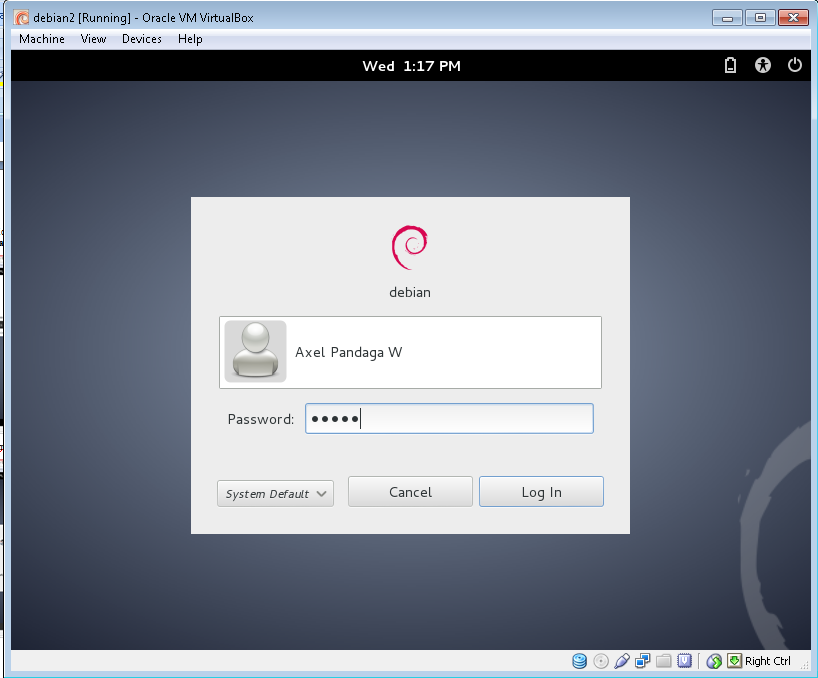 debian2 [Running] - Oracle VM VirtualBox
Machine View Devices Help
Wed 1:17 PM
debian
Axel Pandaga W
Password: ●●●●●
System Default Cancel Log In
Right Ctrl